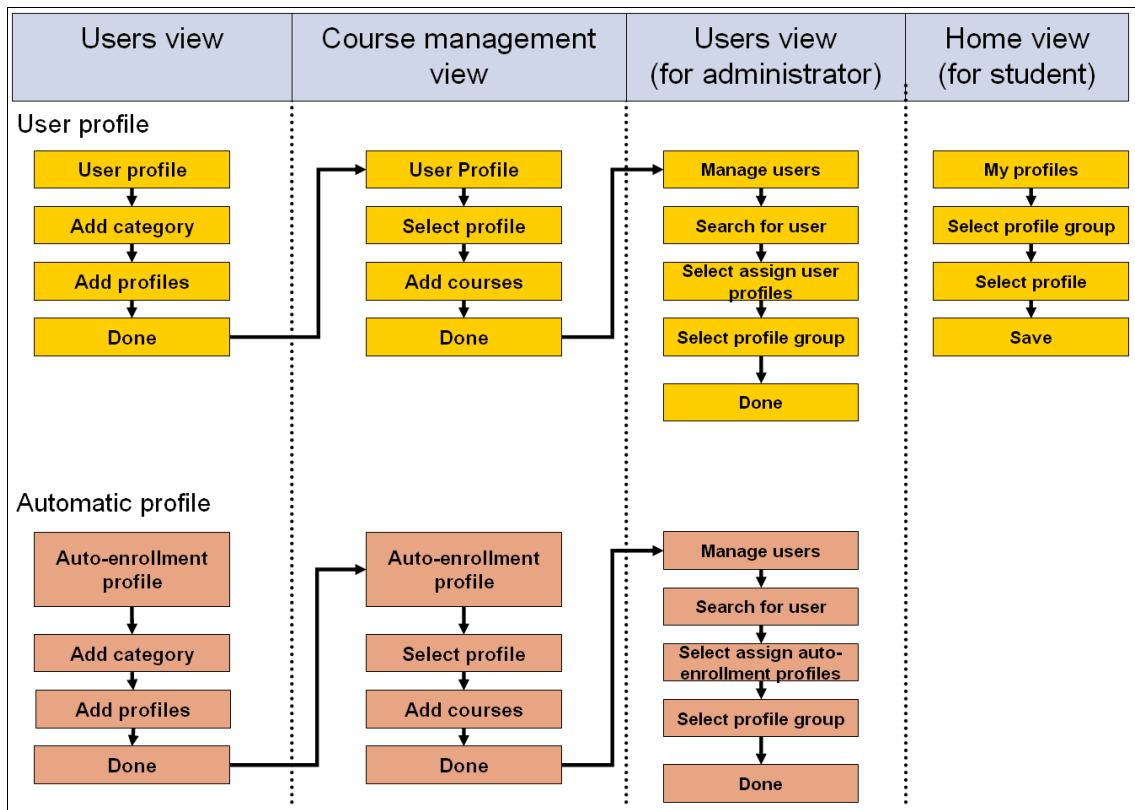 Users view
Course management
view
Users view
(for administrator)
Home view
(for student)
User profile
User profile
Add category
Add profiles
Done
User Profile
Select profile
Add courses
Done
Manage users
Search for user
Select assign user
profiles
Select profile group
Done
My profiles
Select profile group
Select profile
Save
Automatic profile
Auto-enrollment
profile
Add category
Add profiles
Done
Auto-enrollment
profile
Select profile
Add courses
Done
Manage users
Search for user
Select assign auto-
enrollment profiles
Select profile group
Done